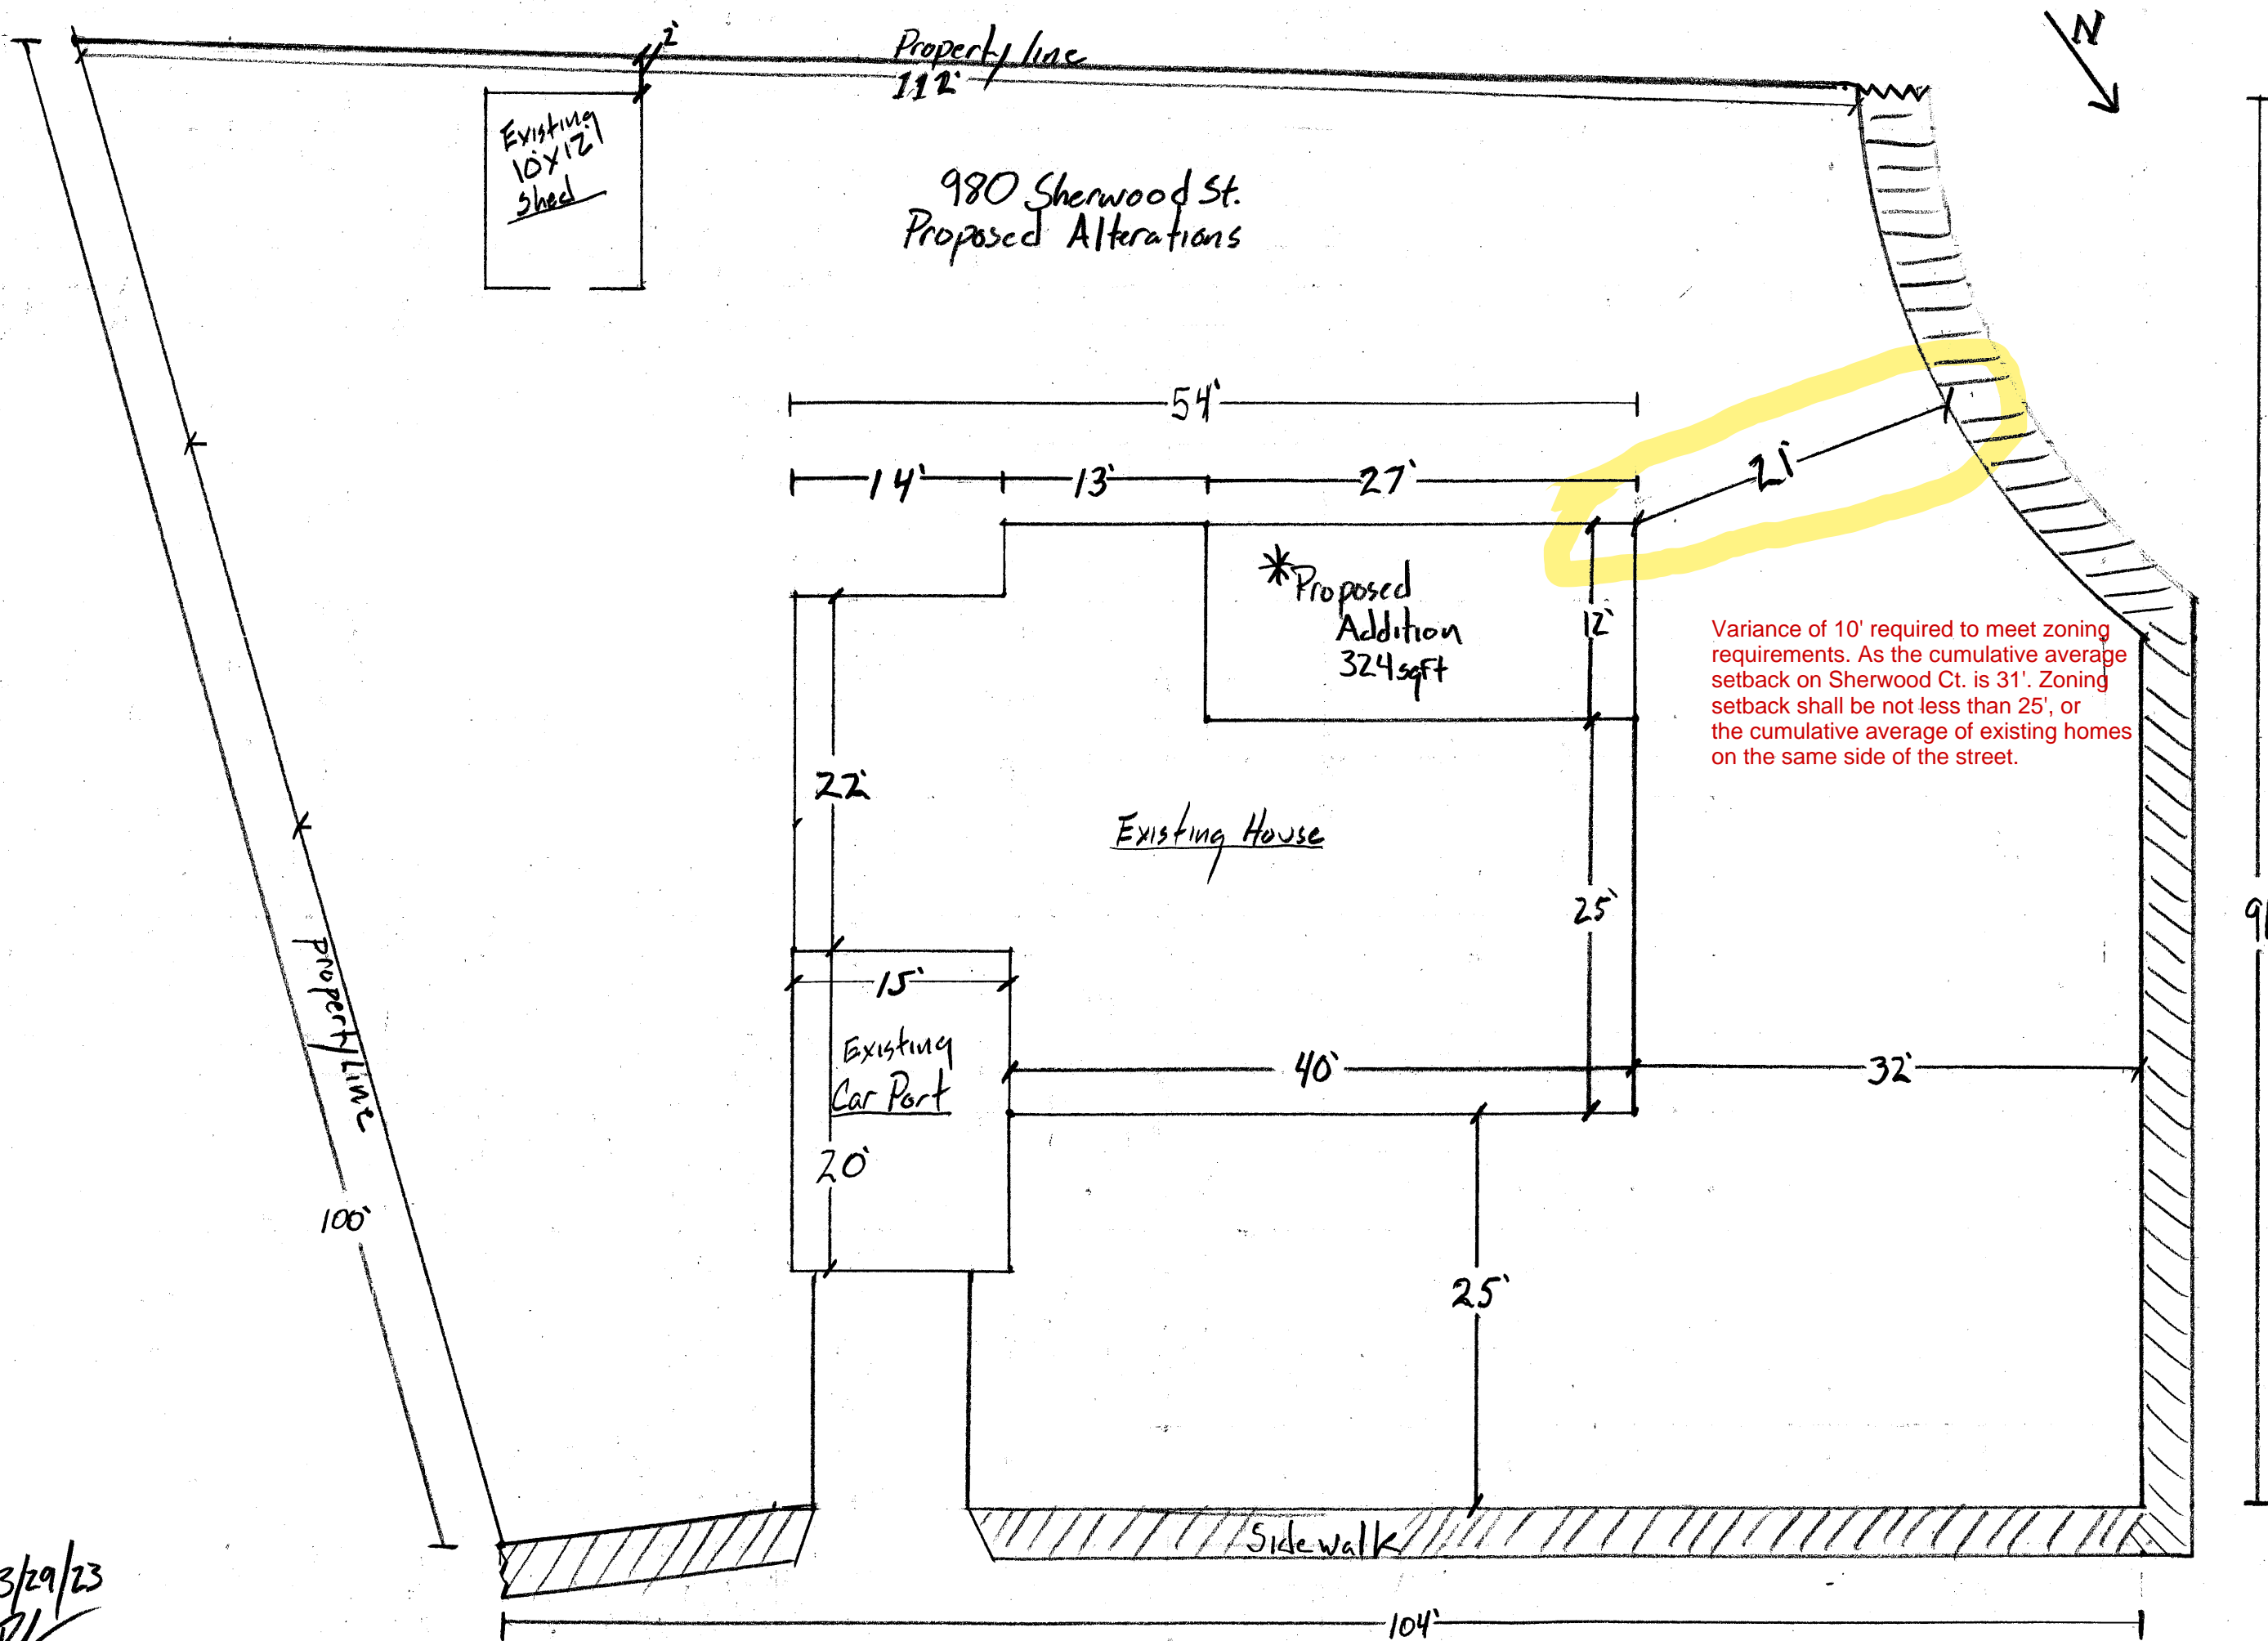 N
2'
Property line
112'
Existing
10'x12'
Shed
980 Sherwood St.
Proposed Alterations
54'
14'
13'
27'
21'
*Proposed
Addition
324 sqft
12'
Variance of 10' required to meet zoning
requirements. As the cumulative average
setback on Sherwood Ct. is 31'. Zoning
setback shall be not less than 25', or
the cumulative average of existing homes
on the same side of the street.
22'
Existing House
25'
91
Property Line
15'
Existing
Car Port
40'
32'
20'
100'
25'
Sidewalk
3/29/23
104'